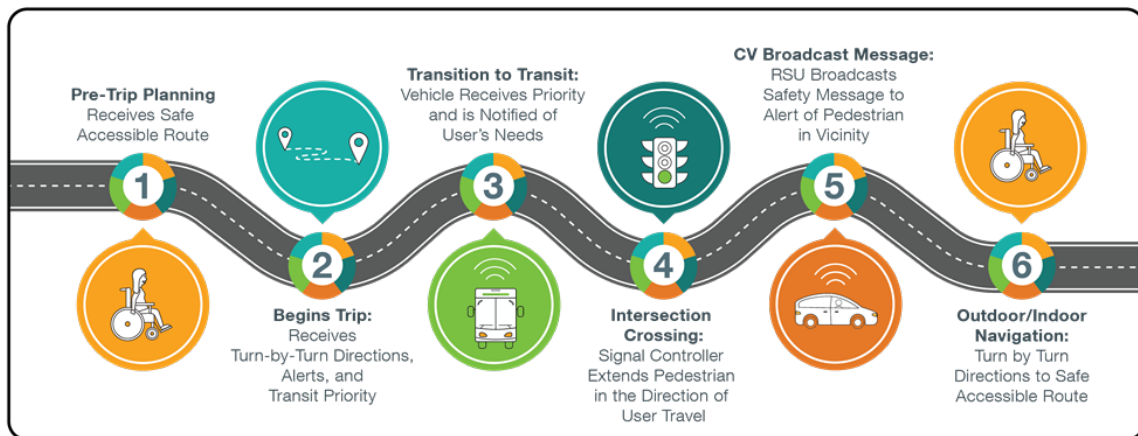 1
Pre-Trip Planning
Receives Safe
Accessible Route
2
Begins Trip:
Receives
Turn-by-Turn Directions,
Alerts, and
Transit Priority
3
Transition to Transit:
Vehicle Receives Priority
and is Notified of
User's Needs
4
Intersection
Crossing:
Signal Controller
Extends Pedestrian
in the Direction of
User Travel
5
CV Broadcast Message:
RSU Broadcasts
Safety Message to
Alert of Pedestrian
in Vicinity
6
Outdoor/Indoor
Navigation:
Turn by Turn
Directions to Safe
Accessible Route